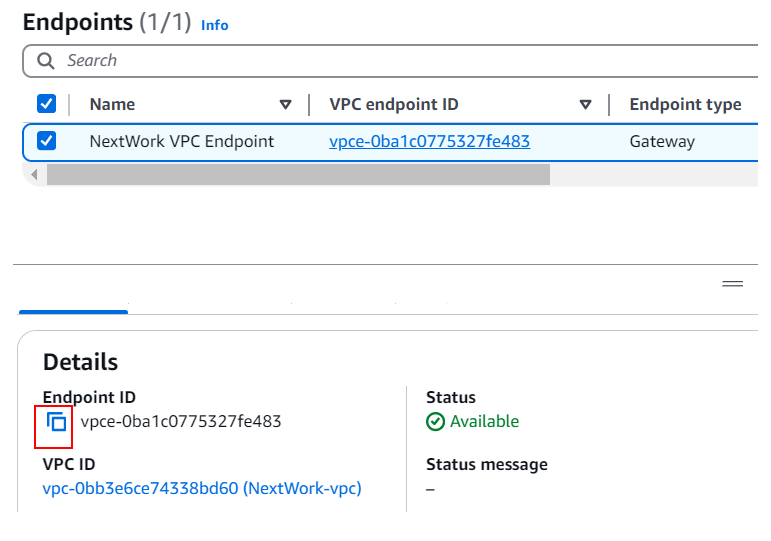 Endpoints (1/1) Info
Search
Name VPC endpoint ID Endpoint type
NextWork VPC Endpoint vpce-0ba1c0775327fe483 Gateway
Details
Endpoint ID
vpce-0ba1c0775327fe483
VPC ID
vpc-0bb3e6ce74338bd60 (NextWork-vpc)
Status
Available
Status message
–